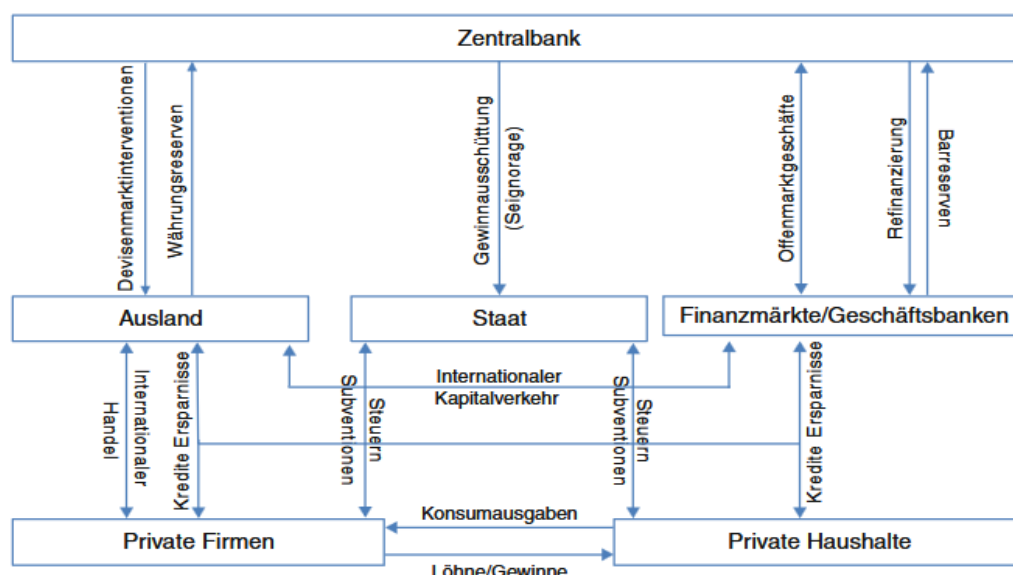 Zentralbank
Devisenmarktinterventionen
Währungsreserven
Gewinnausschüttung
(Seignorage)
Offenmarktgeschäfte
Refinanzierung
Barreserven
Ausland
Staat
Finanzmärkte/Geschäftsbanken
Internationaler
Handel
Kredite Ersparnisse
Steuern
Subventionen
Internationaler
Kapitalverkehr
Steuern
Subventionen
Kredite Ersparnisse
Private Firmen
Konsumausgaben
Private Haushalte
Löhne/Gewinne